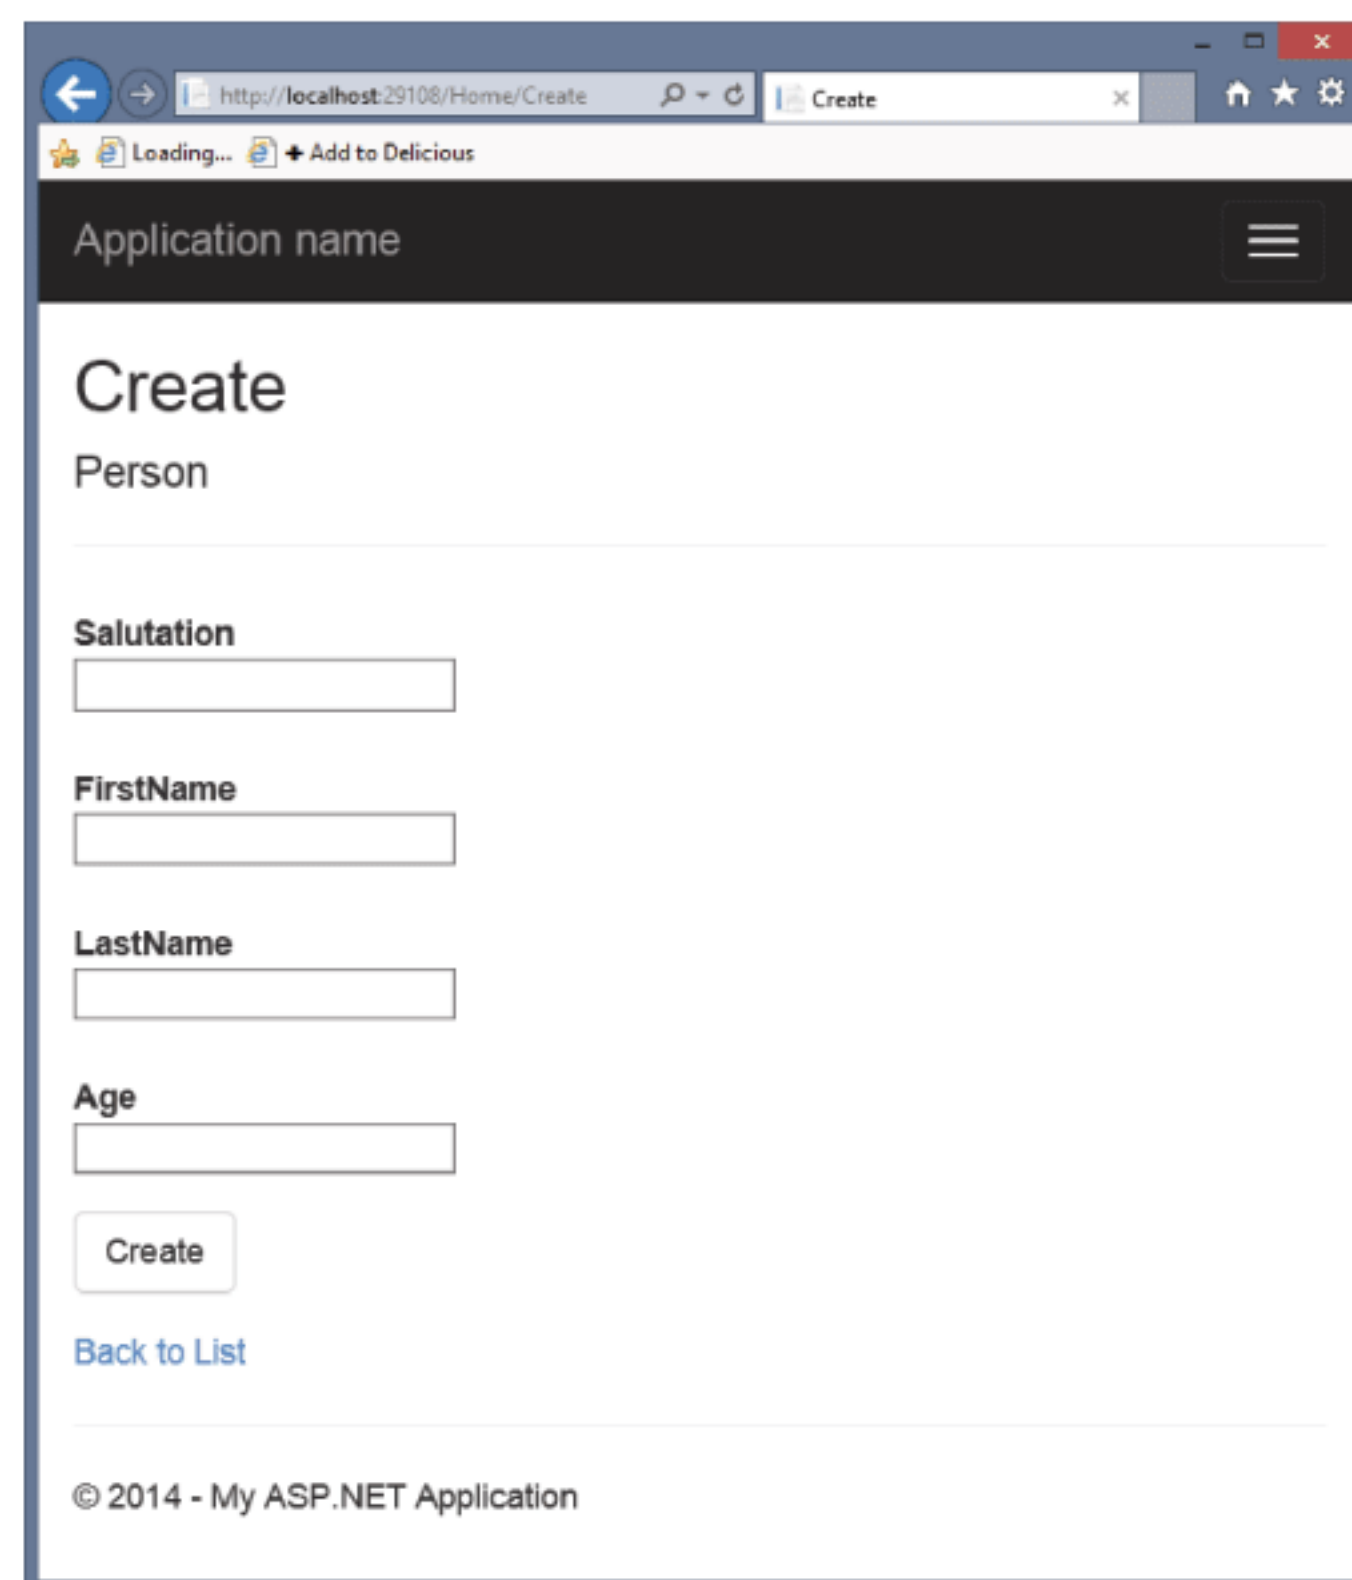 http://localhost:29108/Home/Create
Create
Loading... + Add to Delicious
Application name
Create
Person
Salutation
FirstName
LastName
Age
Create
Back to List
© 2014 - My ASP.NET Application